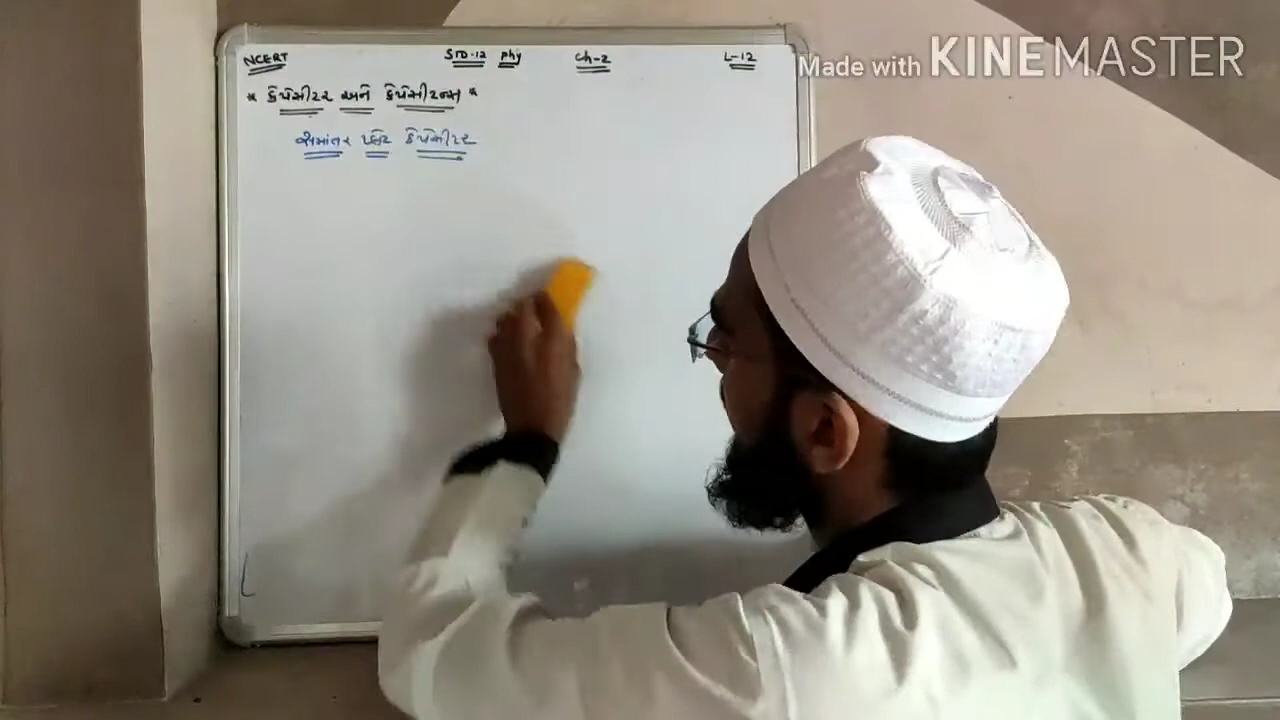 NCERT STD-12 phy Ch-2 L-12
Made with KINEMASTER
* કેપેસીટર અને કેપેસીટન્સ *
સમાંતર પ્લેટ કેપેસીટર